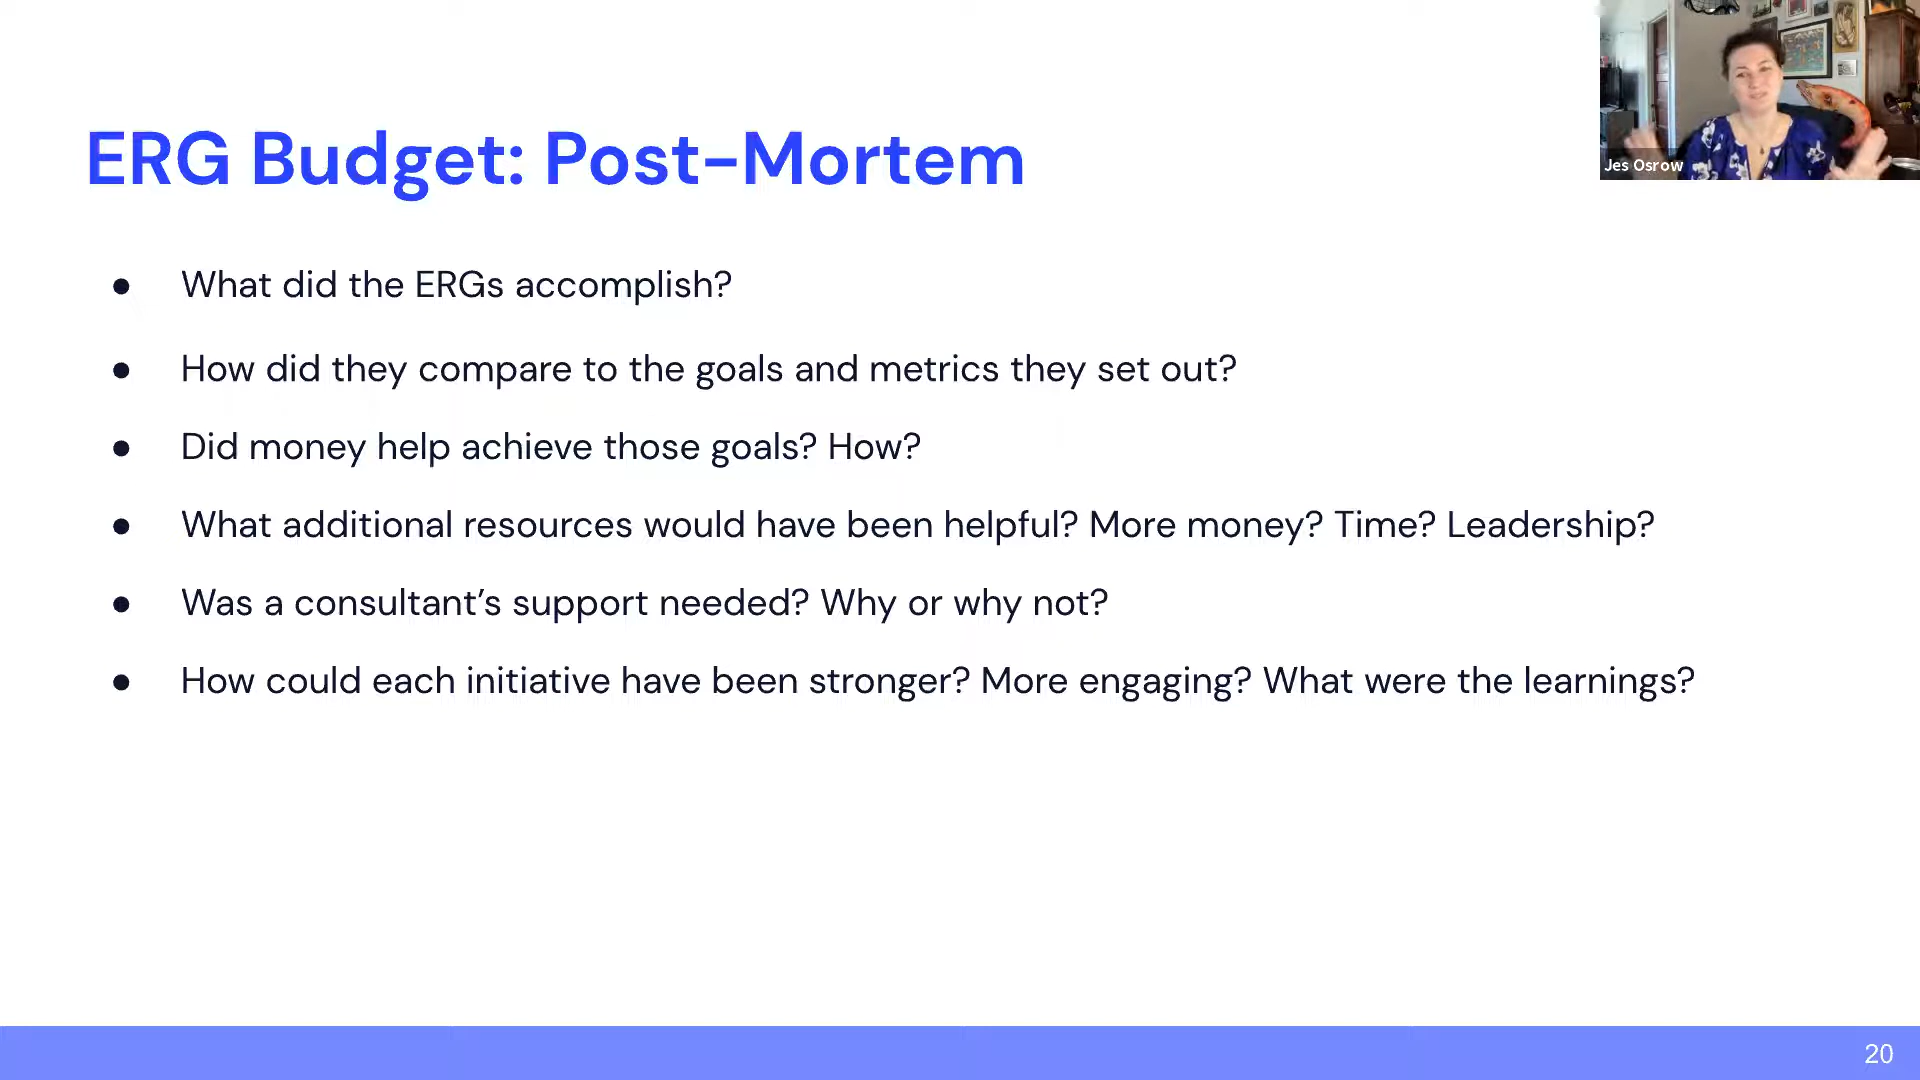 ERG Budget: Post-Mortem
Jes Osrow
● What did the ERGs accomplish?
● How did they compare to the goals and metrics they set out?
● Did money help achieve those goals? How?
● What additional resources would have been helpful? More money? Time? Leadership?
● Was a consultant’s support needed? Why or why not?
● How could each initiative have been stronger? More engaging? What were the learnings?
20